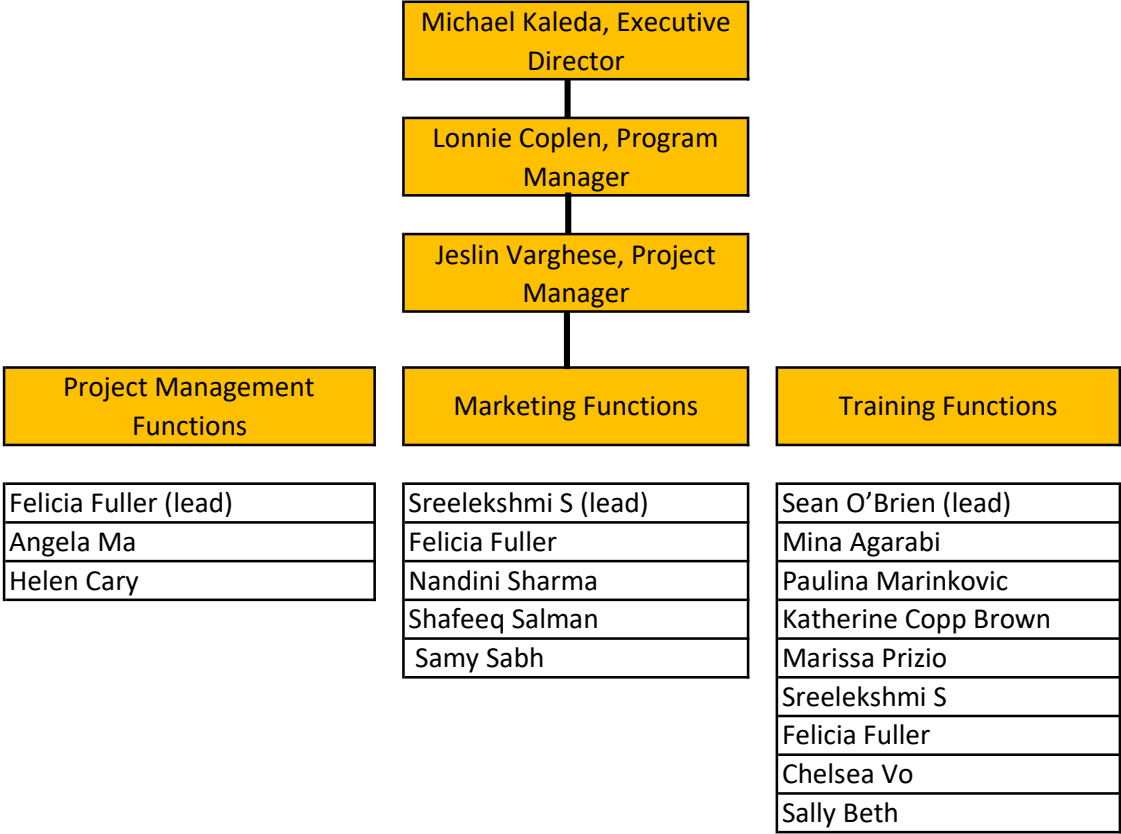 Michael Kaleda, Executive
Director
Lonnie Coplen, Program
Manager
Jeslin Varghese, Project
Manager
Project Management
Functions
Marketing Functions
Training Functions
Felicia Fuller (lead)
Angela Ma
Helen Cary
Sreelekshmi S (lead)
Felicia Fuller
Nandini Sharma
Shafeeq Salman
Samy Sabh
Sean O’Brien (lead)
Mina Agarabi
Paulina Marinkovic
Katherine Copp Brown
Marissa Prizio
Sreelekshmi S
Felicia Fuller
Chelsea Vo
Sally Beth